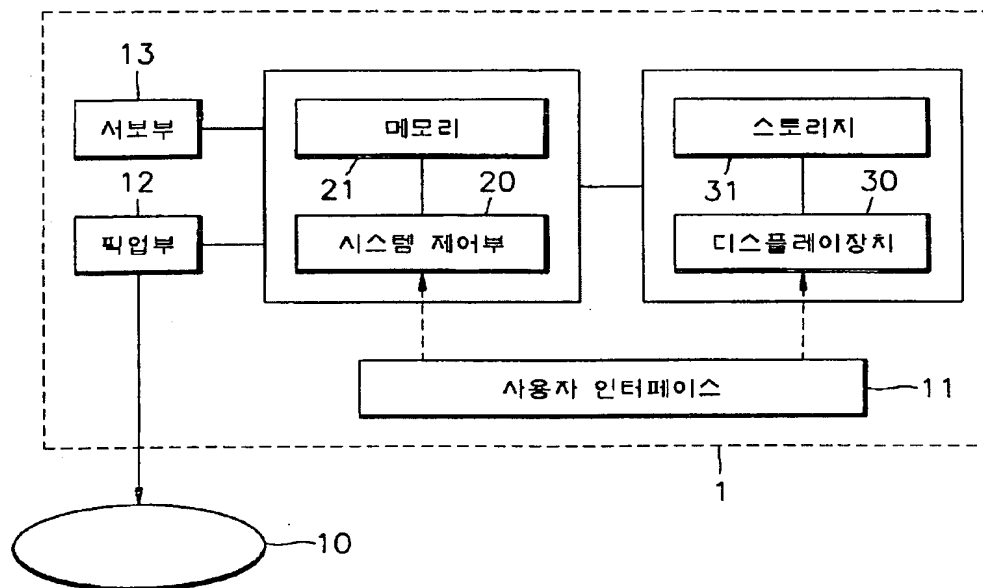 13
서보부
메모리
스토리지
12
21
20
31
30
픽업부
시스템 제어부
디스플레이장치
사용자 인터페이스
11
1
10